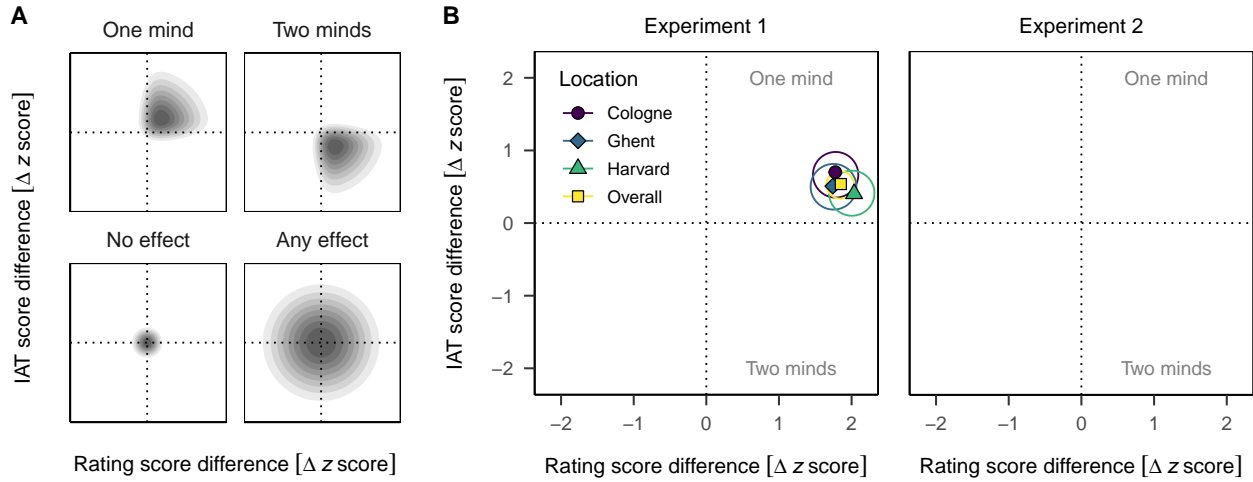 A
One mind
Two minds
No effect
Any effect
IAT score difference [Δ z score]
Rating score difference [Δ z score]
B
Experiment 1
Experiment 2
Location
Cologne
Ghent
Harvard
Overall
One mind
Two minds
One mind
Two minds
2
1
0
−1
−2
−2 −1 0 1 2
−2 −1 0 1 2
IAT score difference [Δ z score]
Rating score difference [Δ z score]
Rating score difference [Δ z score]